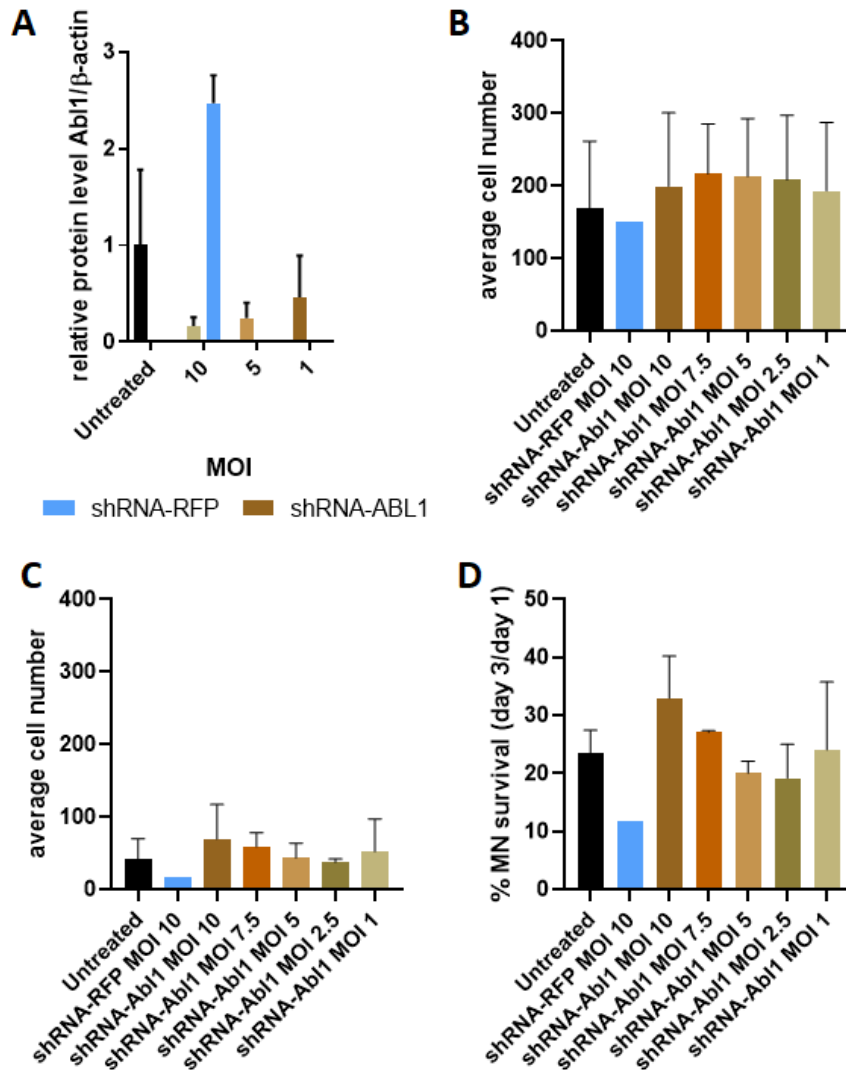 A
relative protein level Abl1/β-actin
3
2
1
0
Untreated
10
5
1
MOI
shRNA-RFP
shRNA-ABL1
B
average cell number
400
300
200
100
0
Untreated
shRNA-RFP MOI 10
shRNA-Abl1 MOI 10
shRNA-Abl1 MOI 7.5
shRNA-Abl1 MOI 5
shRNA-Abl1 MOI 2.5
shRNA-Abl1 MOI 1
C
average cell number
400
300
200
100
0
Untreated
shRNA-RFP MOI 10
shRNA-Abl1 MOI 10
shRNA-Abl1 MOI 7.5
shRNA-Abl1 MOI 5
shRNA-Abl1 MOI 2.5
shRNA-Abl1 MOI 1
D
% MN survival (day 3/day 1)
50
40
30
20
10
0
Untreated
shRNA-RFP MOI 10
shRNA-Abl1 MOI 10
shRNA-Abl1 MOI 7.5
shRNA-Abl1 MOI 5
shRNA-Abl1 MOI 2.5
shRNA-Abl1 MOI 1